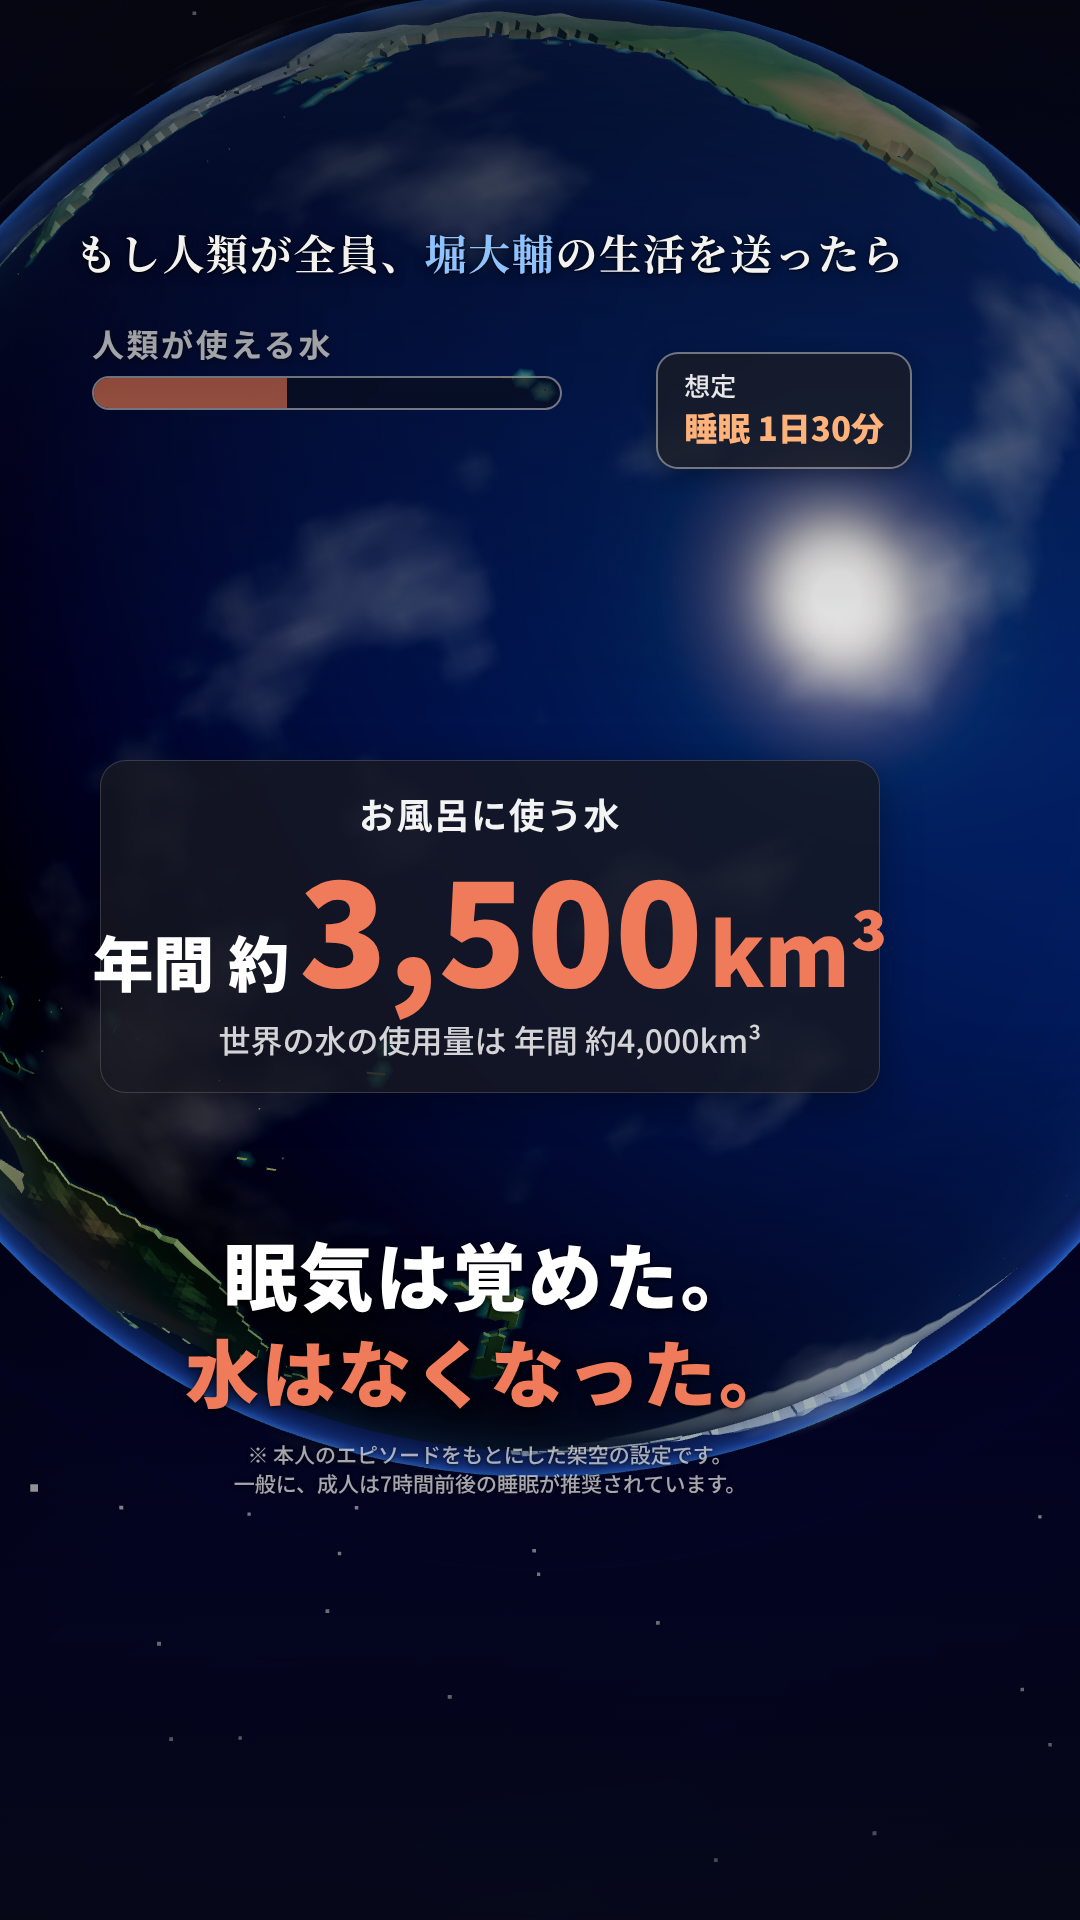 もし人類が全員、堀大輔の生活を送ったら
人類が使える水
想定
睡眠 1日30分
お風呂に使う水
年間 約3,500km³
世界の水の使用量は 年間 約4,000km³
眠気は覚めた。
水はなくなった。
※ 本人のエピソードをもとにした架空の設定です。
一般に、成人は7時間前後の睡眠が推奨されています。